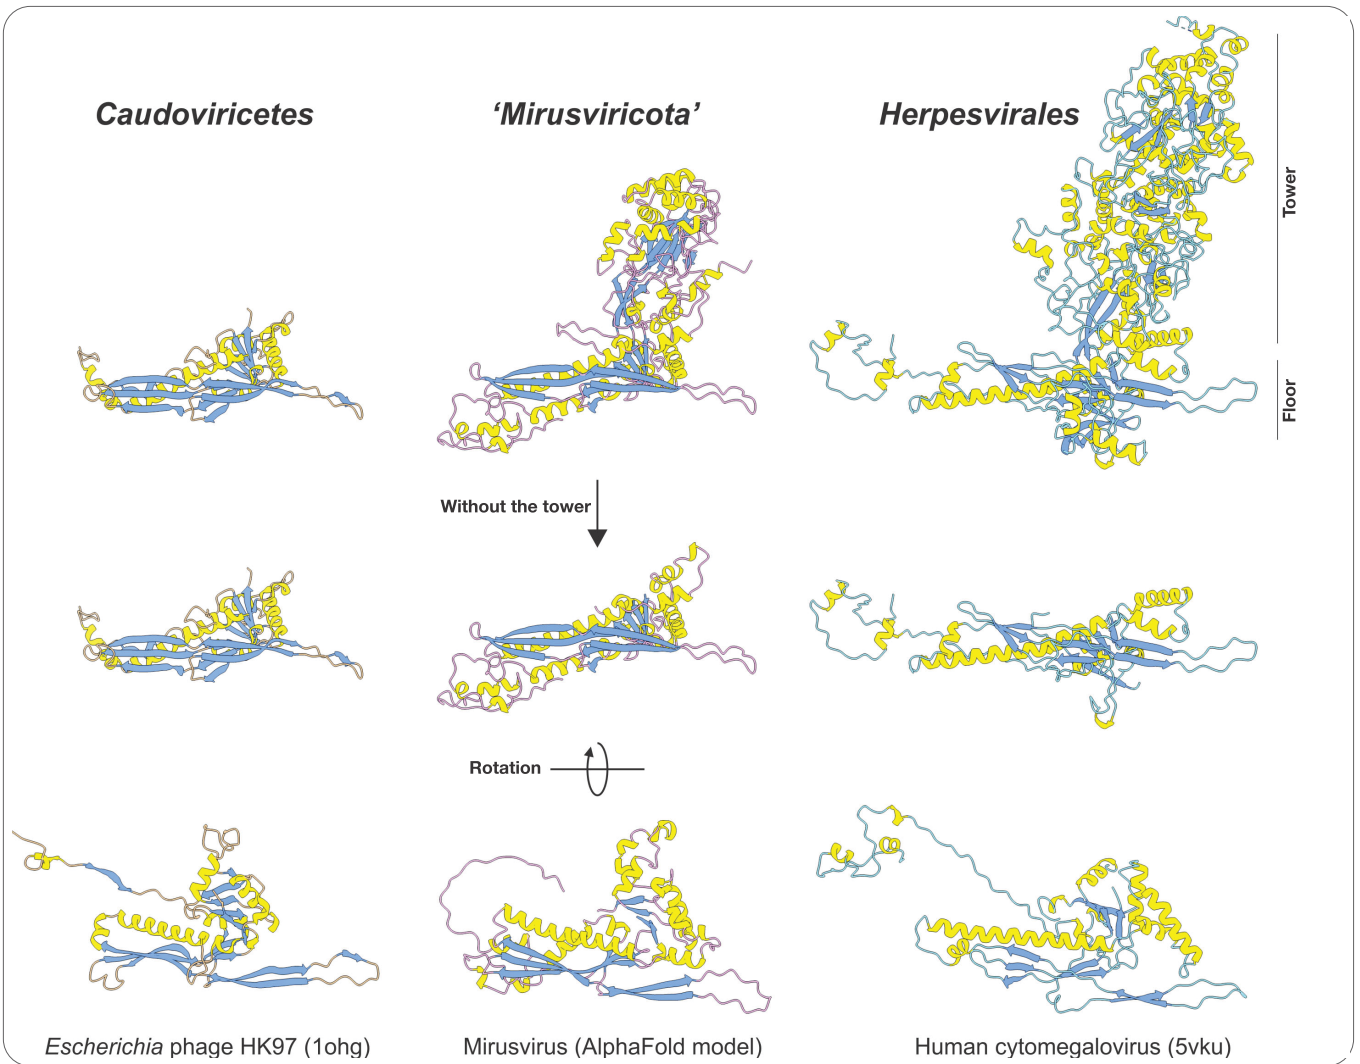 Caudoviricetes
‘Mirusviricota’
Herpesvirales
Tower
Floor
Without the tower
Rotation
Escherichia phage HK97 (1ohg)
Mirusvirus (AlphaFold model)
Human cytomegalovirus (5vku)